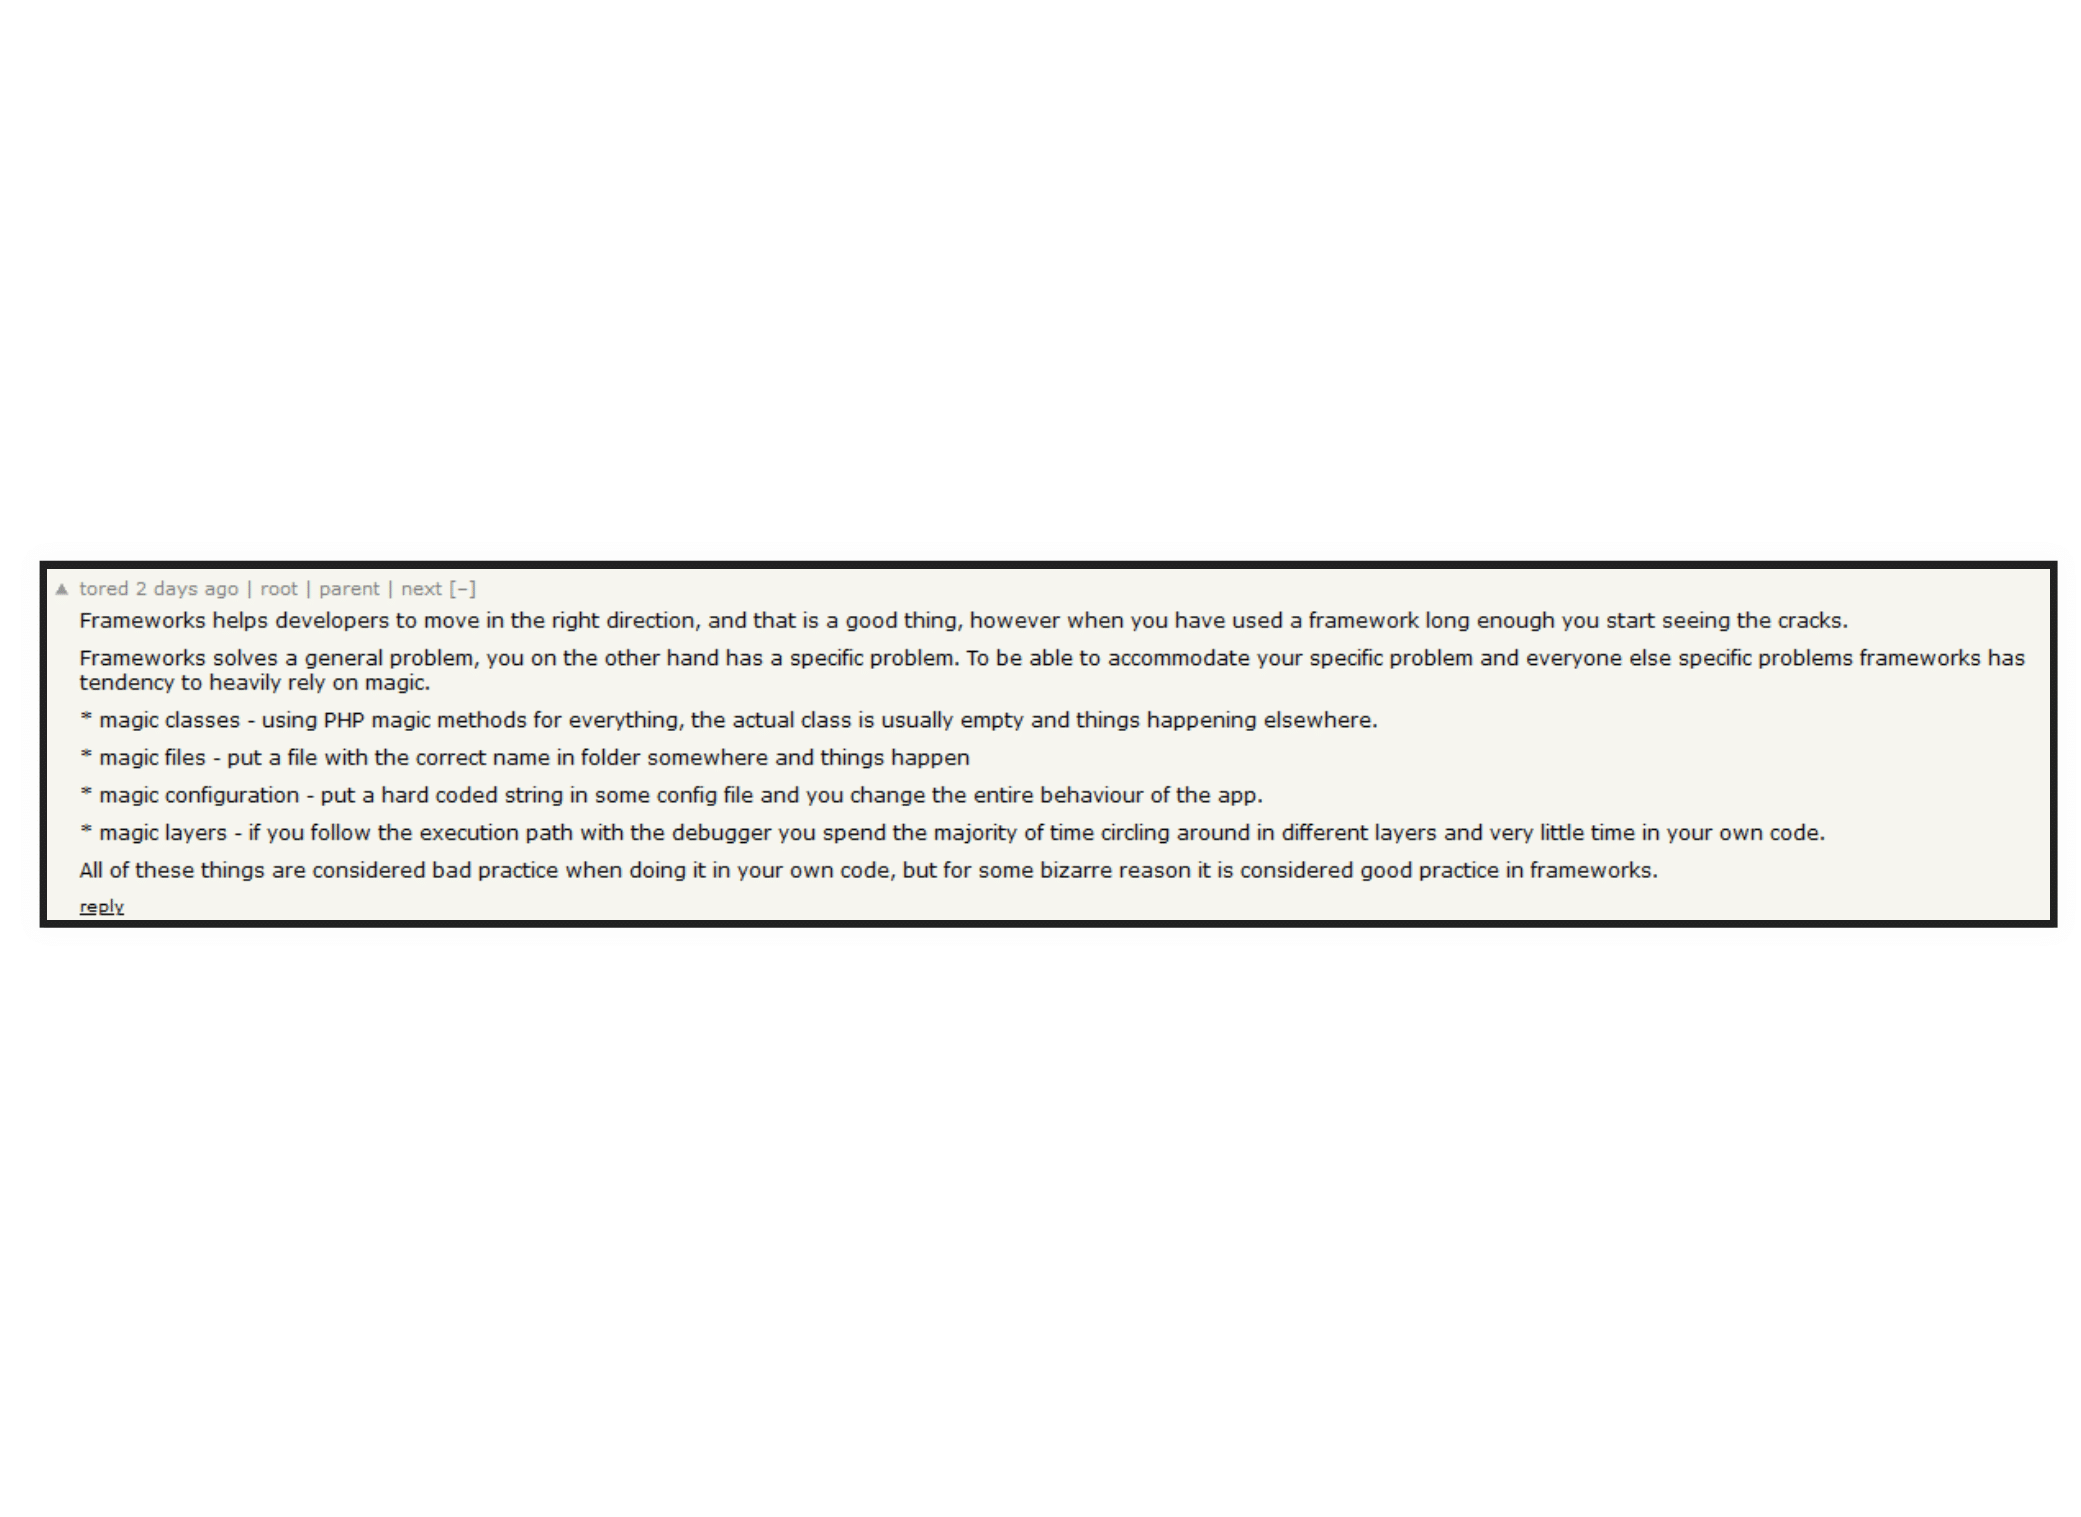 ▲ tored 2 days ago | root | parent | next [–]
Frameworks helps developers to move in the right direction, and that is a good thing, however when you have used a framework long enough you start seeing the cracks.
Frameworks solves a general problem, you on the other hand has a specific problem. To be able to accommodate your specific problem and everyone else specific problems frameworks has
tendency to heavily rely on magic.
* magic classes - using PHP magic methods for everything, the actual class is usually empty and things happening elsewhere.
* magic files - put a file with the correct name in folder somewhere and things happen
* magic configuration - put a hard coded string in some config file and you change the entire behaviour of the app.
* magic layers - if you follow the execution path with the debugger you spend the majority of time circling around in different layers and very little time in your own code.
All of these things are considered bad practice when doing it in your own code, but for some bizarre reason it is considered good practice in frameworks.
reply